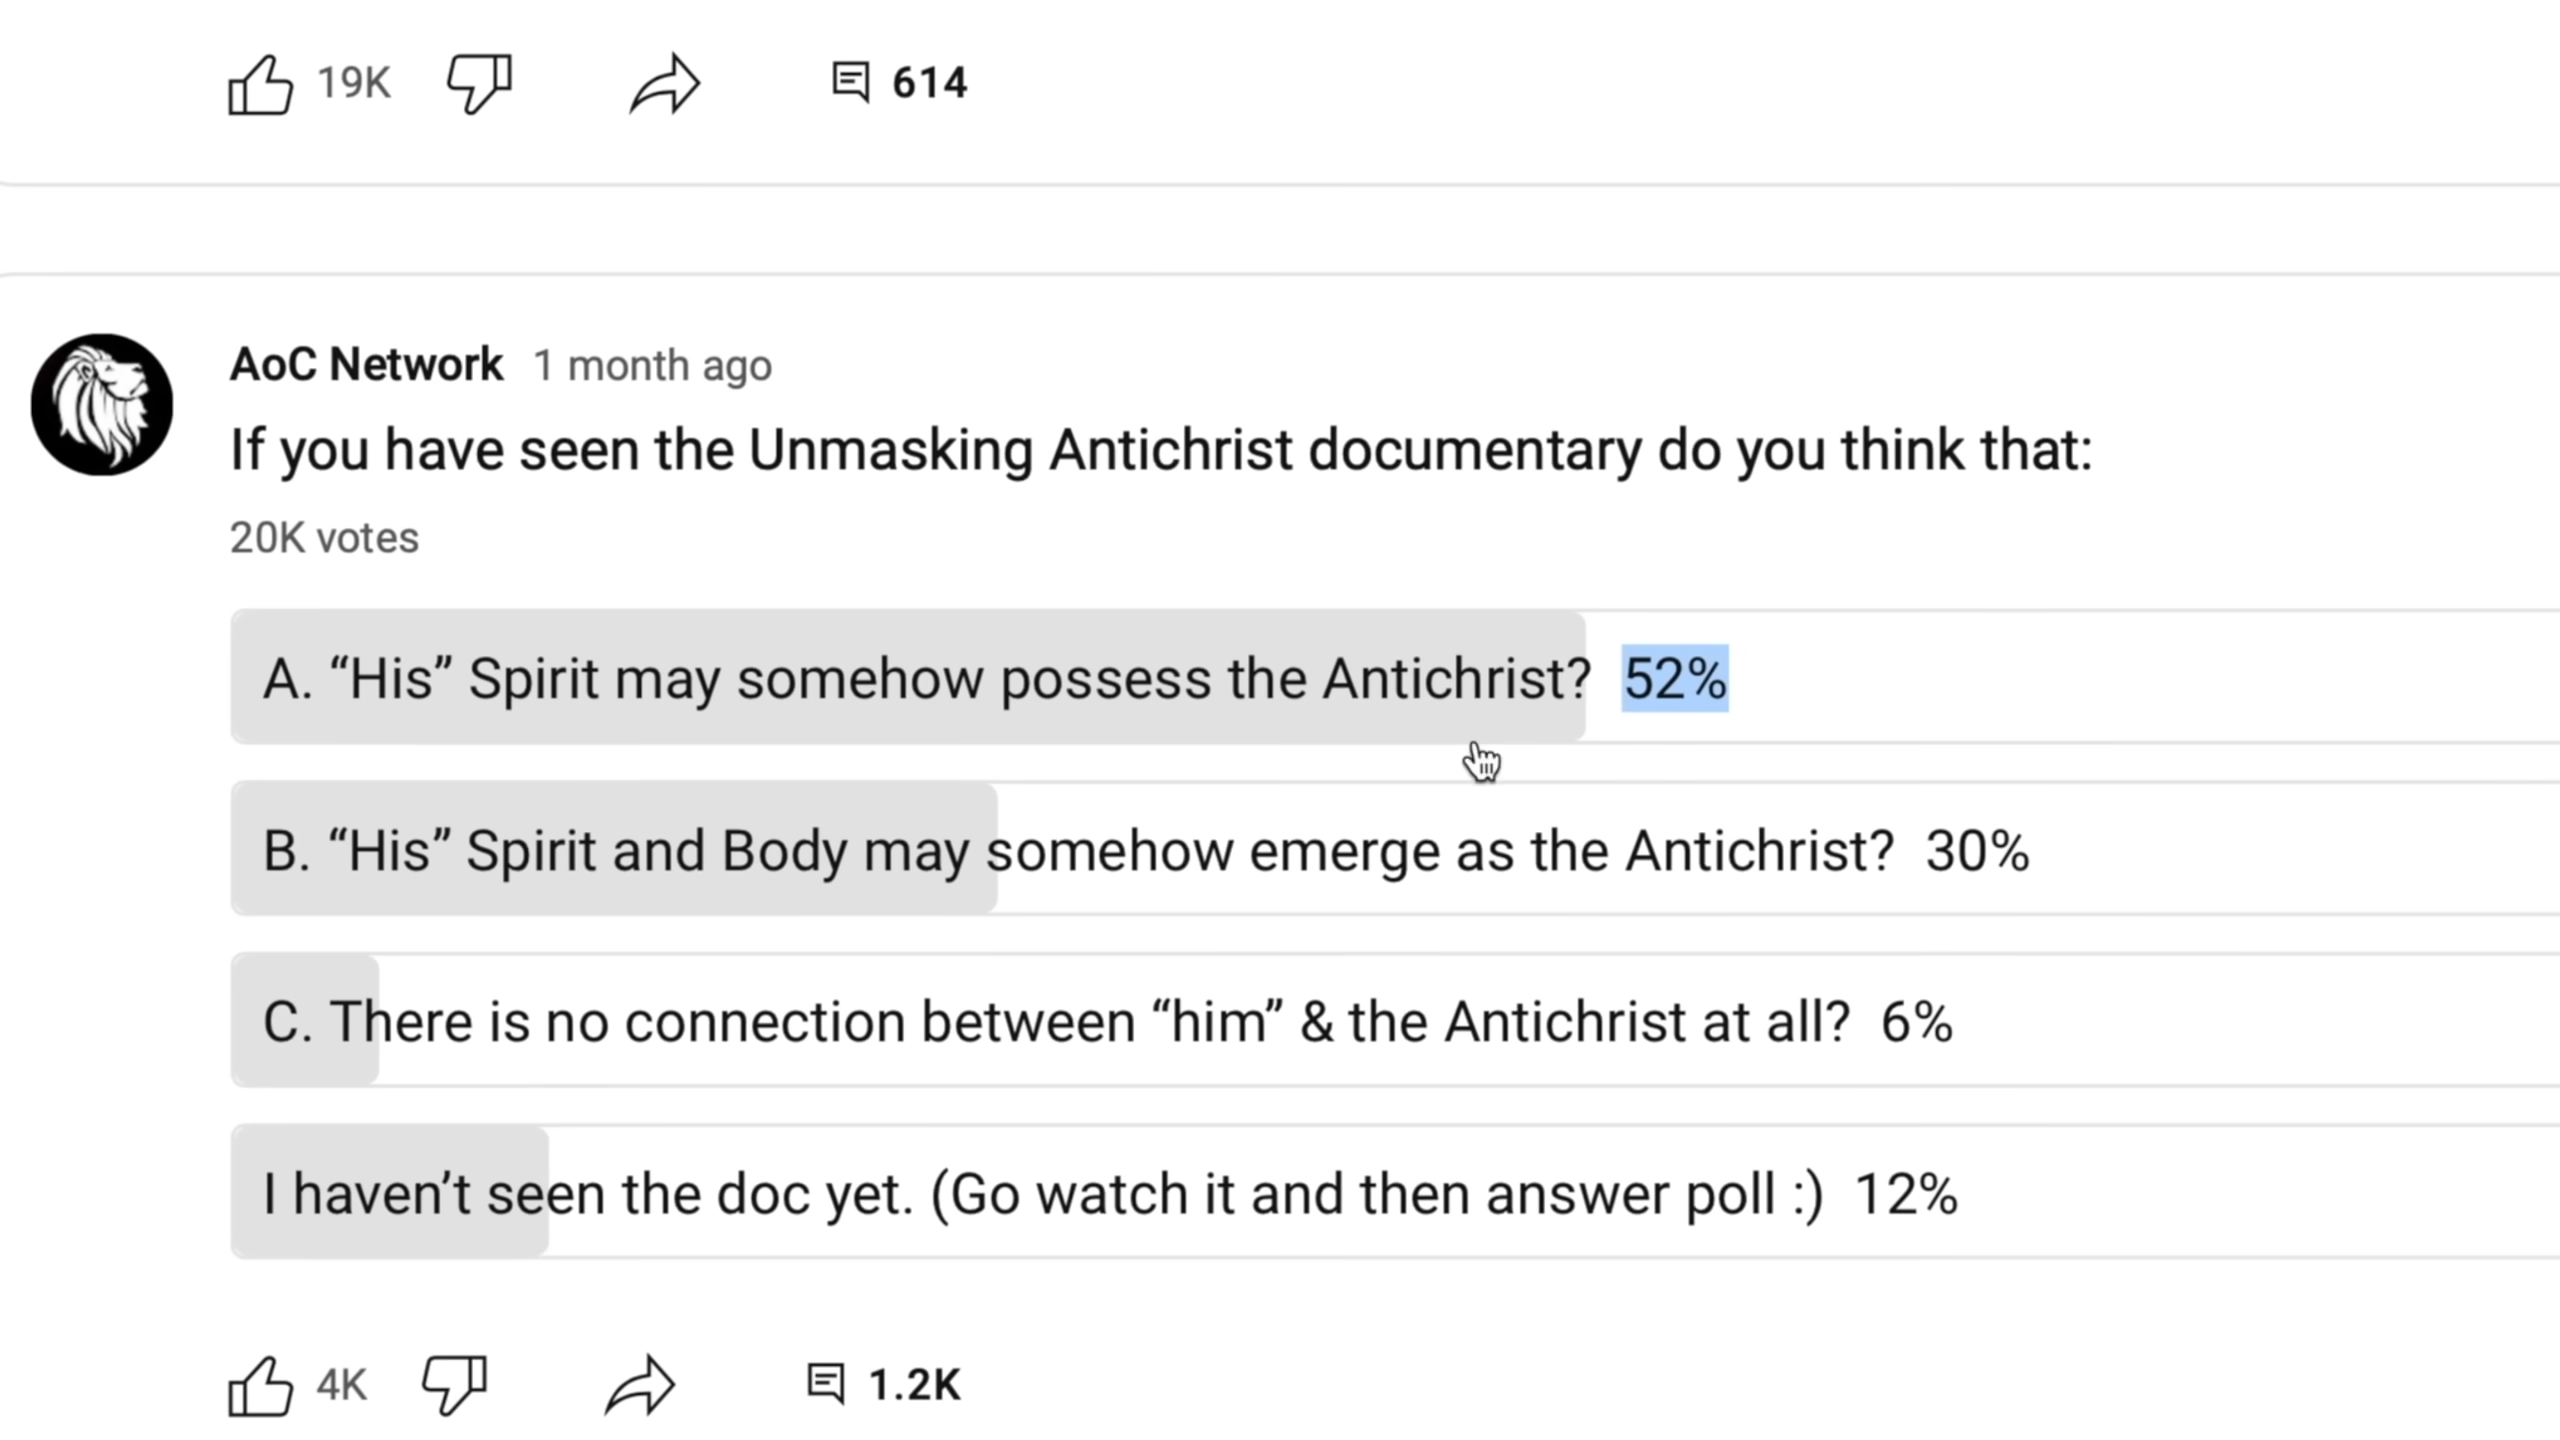 19K 614
AoC Network 1 month ago
If you have seen the Unmasking Antichrist documentary do you think that:
20K votes
A. “His” Spirit may somehow possess the Antichrist? 52%
B. “His” Spirit and Body may somehow emerge as the Antichrist? 30%
C. There is no connection between “him” & the Antichrist at all? 6%
I haven’t seen the doc yet. (Go watch it and then answer poll :) 12%
4K 1.2K